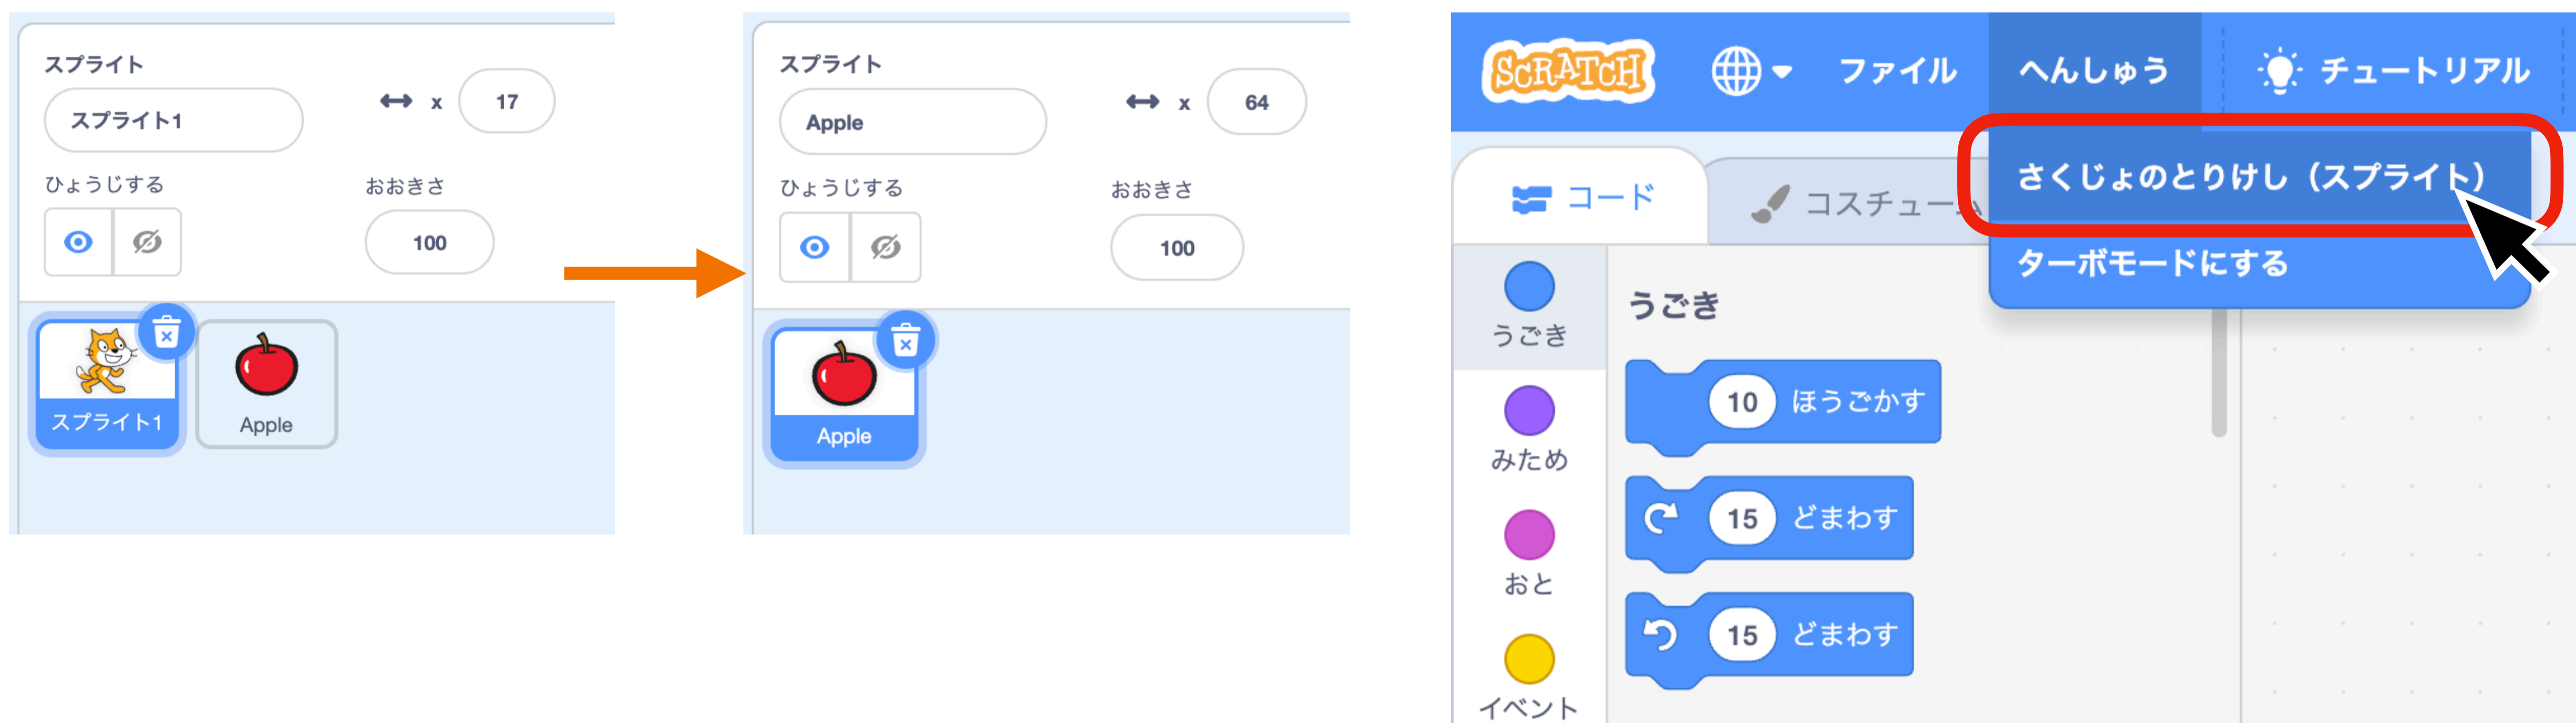 スプライト
スプライト1
x 17
ひょうじする
おおきさ
100
スプライト1
Apple
スプライト
Apple
x 64
ひょうじする
おおきさ
100
Apple
SCRATCH ファイル へんしゅう チュートリアル
さくじょのとりけし（スプライト）
ターボモードにする
コード コスチューム
うごき
みため
おと
イベント
うごき
10 ほうごかす
15 どまわす
15 どまわす